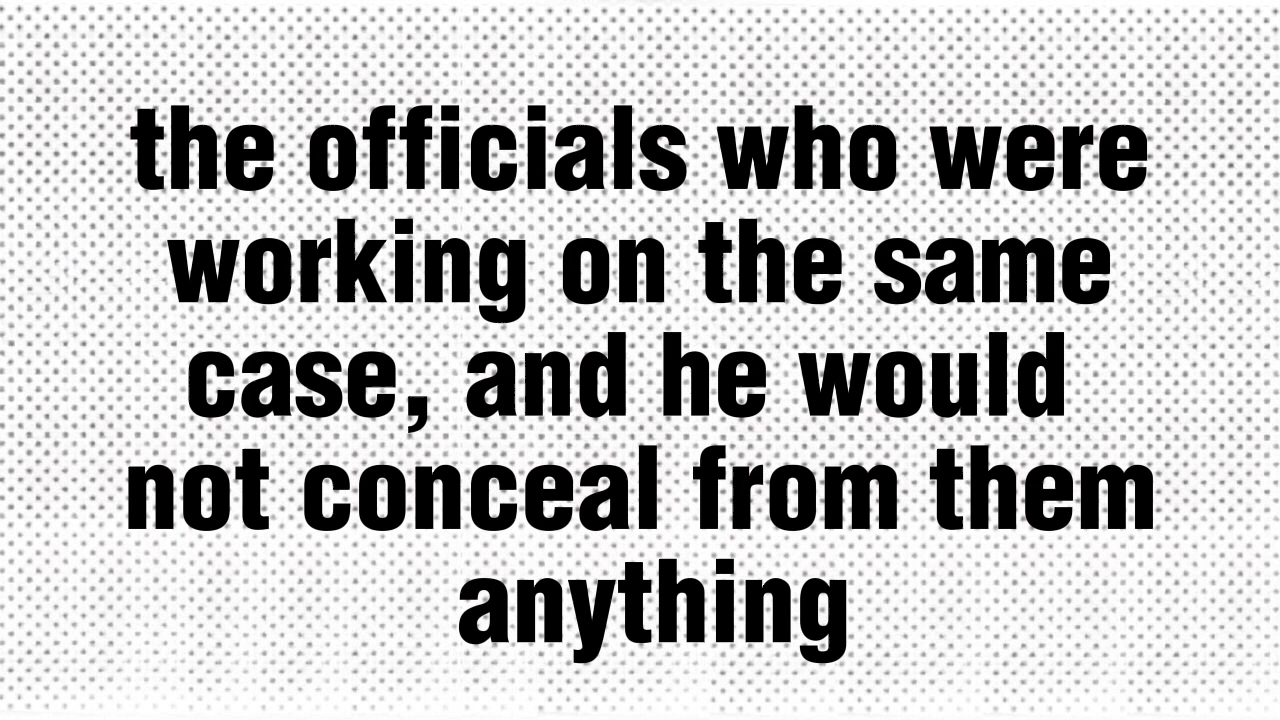 the officials who were
working on the same
case, and he would
not conceal from them
anything